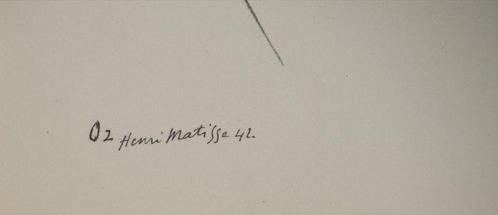 O2 Henri Matisse 42